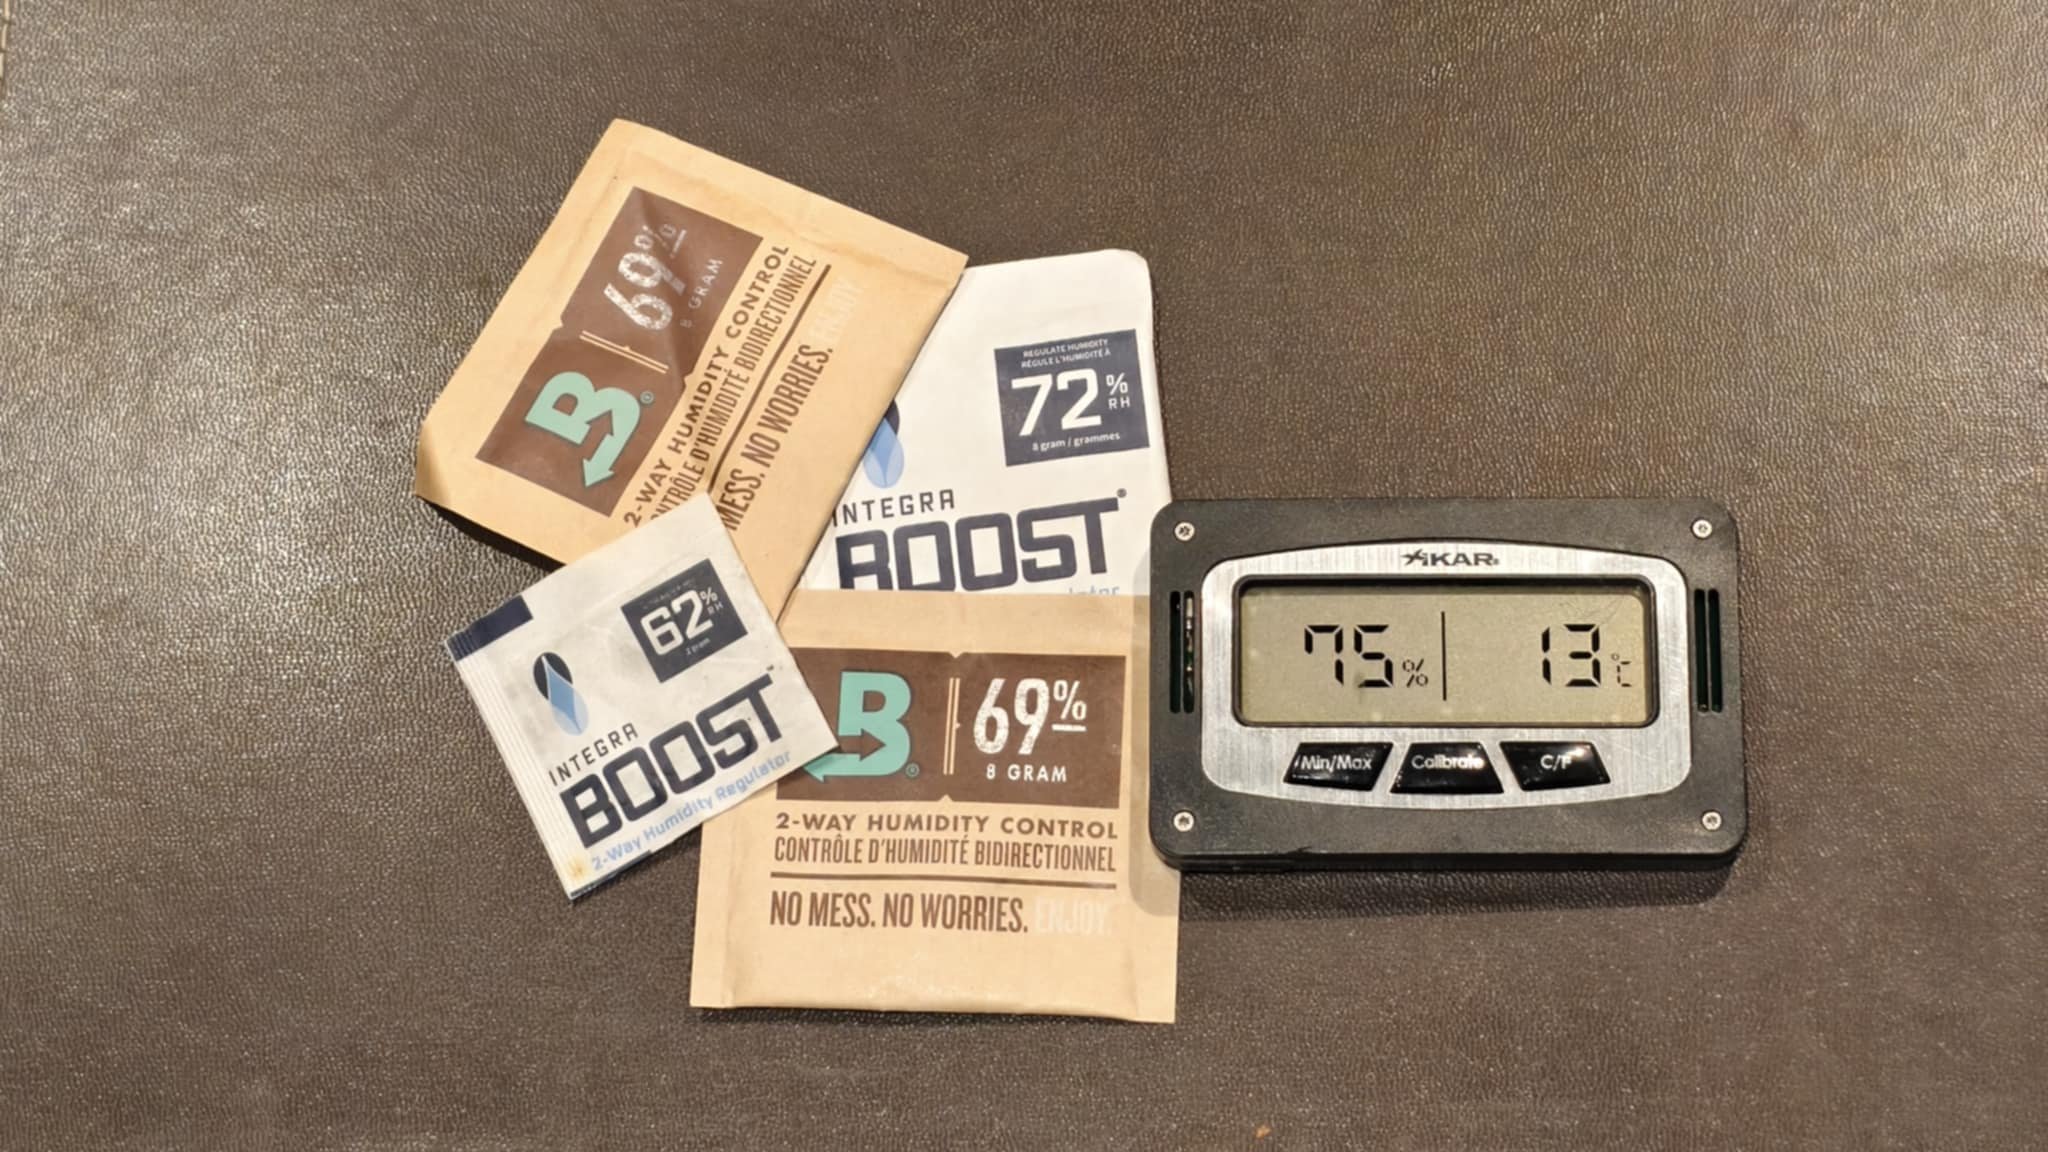 69%
8 GRAM
2-WAY HUMIDITY CONTROL
CONTRÔLE D'HUMIDITÉ BIDIRECTIONNEL
MESS. NO WORRIES. ENJOY.
REGULATE HUMIDITY
RÉGULE L'HUMIDITÉ À
72% RH
8 gram / grammes
INTEGRA
BOOST®
62% RH
INTEGRA
BOOST
2-Way Humidity Regulator
B® 69%
8 GRAM
2-WAY HUMIDITY CONTROL
CONTRÔLE D'HUMIDITÉ BIDIRECTIONNEL
NO MESS. NO WORRIES. ENJOY.
XIKAR®
75% 13°C
Min/Max Calibrate C/F